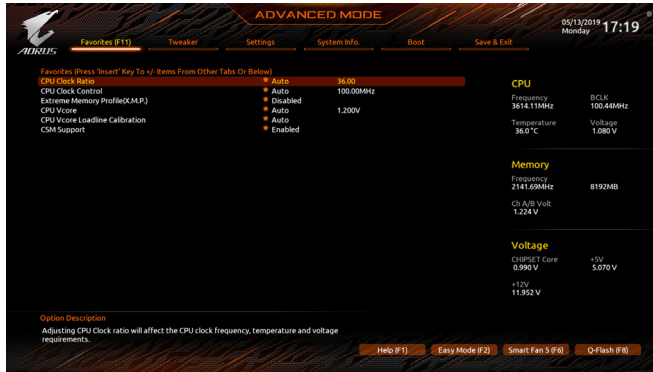 ADVANCED MODE
05/13/2019 Monday 17:19
AORUS
Favorites (F11) Tweaker Settings System Info. Boot Save & Exit
Favorites (Press 'Insert' Key To +/- Items From Other Tabs Or Below)
CPU Clock Ratio Auto 36.00
CPU Clock Control Auto 100.00MHz
Extreme Memory Profile(X.M.P.) Disabled
CPU Vcore Auto 1.200V
CPU Vcore Loadline Calibration Auto
CSM Support Enabled
CPU
Frequency BCLK
3614.11MHz 100.44MHz
Temperature Voltage
36.0 °C 1.080 V
Memory
Frequency
2141.69MHz 8192MB
Ch A/B Volt
1.224 V
Voltage
CHIPSET Core +5V
0.990 V 5.070 V
+12V
11.952 V
Option Description
Adjusting CPU Clock ratio will affect the CPU clock frequency, temperature and voltage
requirements.
Help (F1) Easy Mode (F2) Smart Fan 5 (F6) Q-Flash (F8)